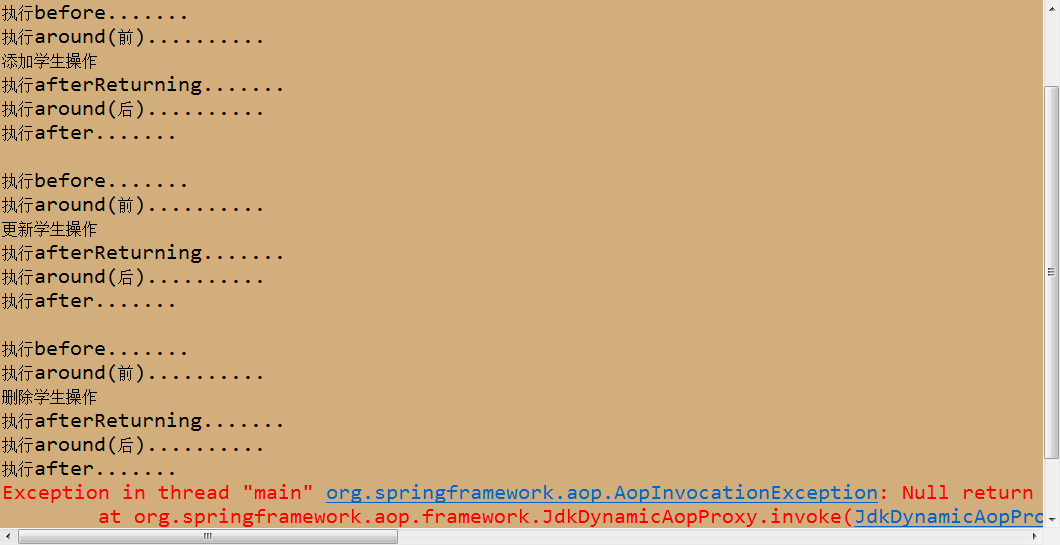 执行before.......
执行around(前)..........
添加学生操作
执行afterReturning.......
执行around(后)..........
执行after.......
执行before.......
执行around(前)..........
更新学生操作
执行afterReturning.......
执行around(后)..........
执行after.......
执行before.......
执行around(前)..........
删除学生操作
执行afterReturning.......
执行around(后)..........
执行after.......
Exception in thread "main" org.springframework.aop.AopInvocationException: Null return
at org.springframework.aop.framework.JdkDynamicAopProxy.invoke(JdkDynamicAopPro